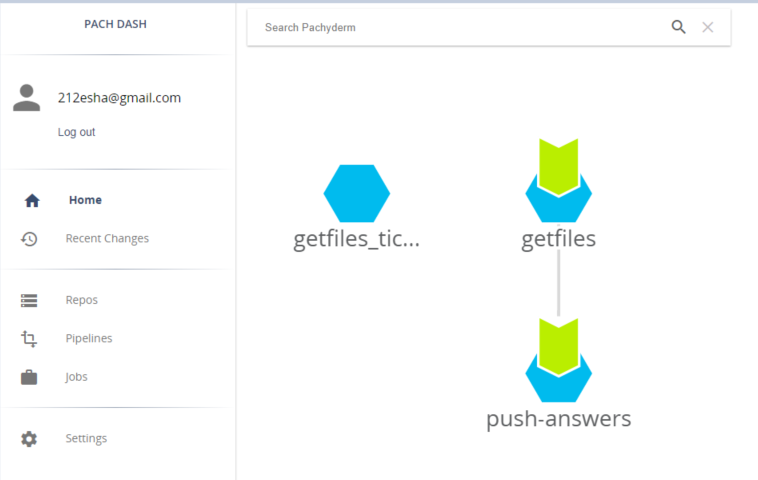 PACH DASH
212esha@gmail.com
Log out
Home
Recent Changes
Repos
Pipelines
Jobs
Settings
Search Pachyderm
getfiles_tic...
getfiles
push-answers